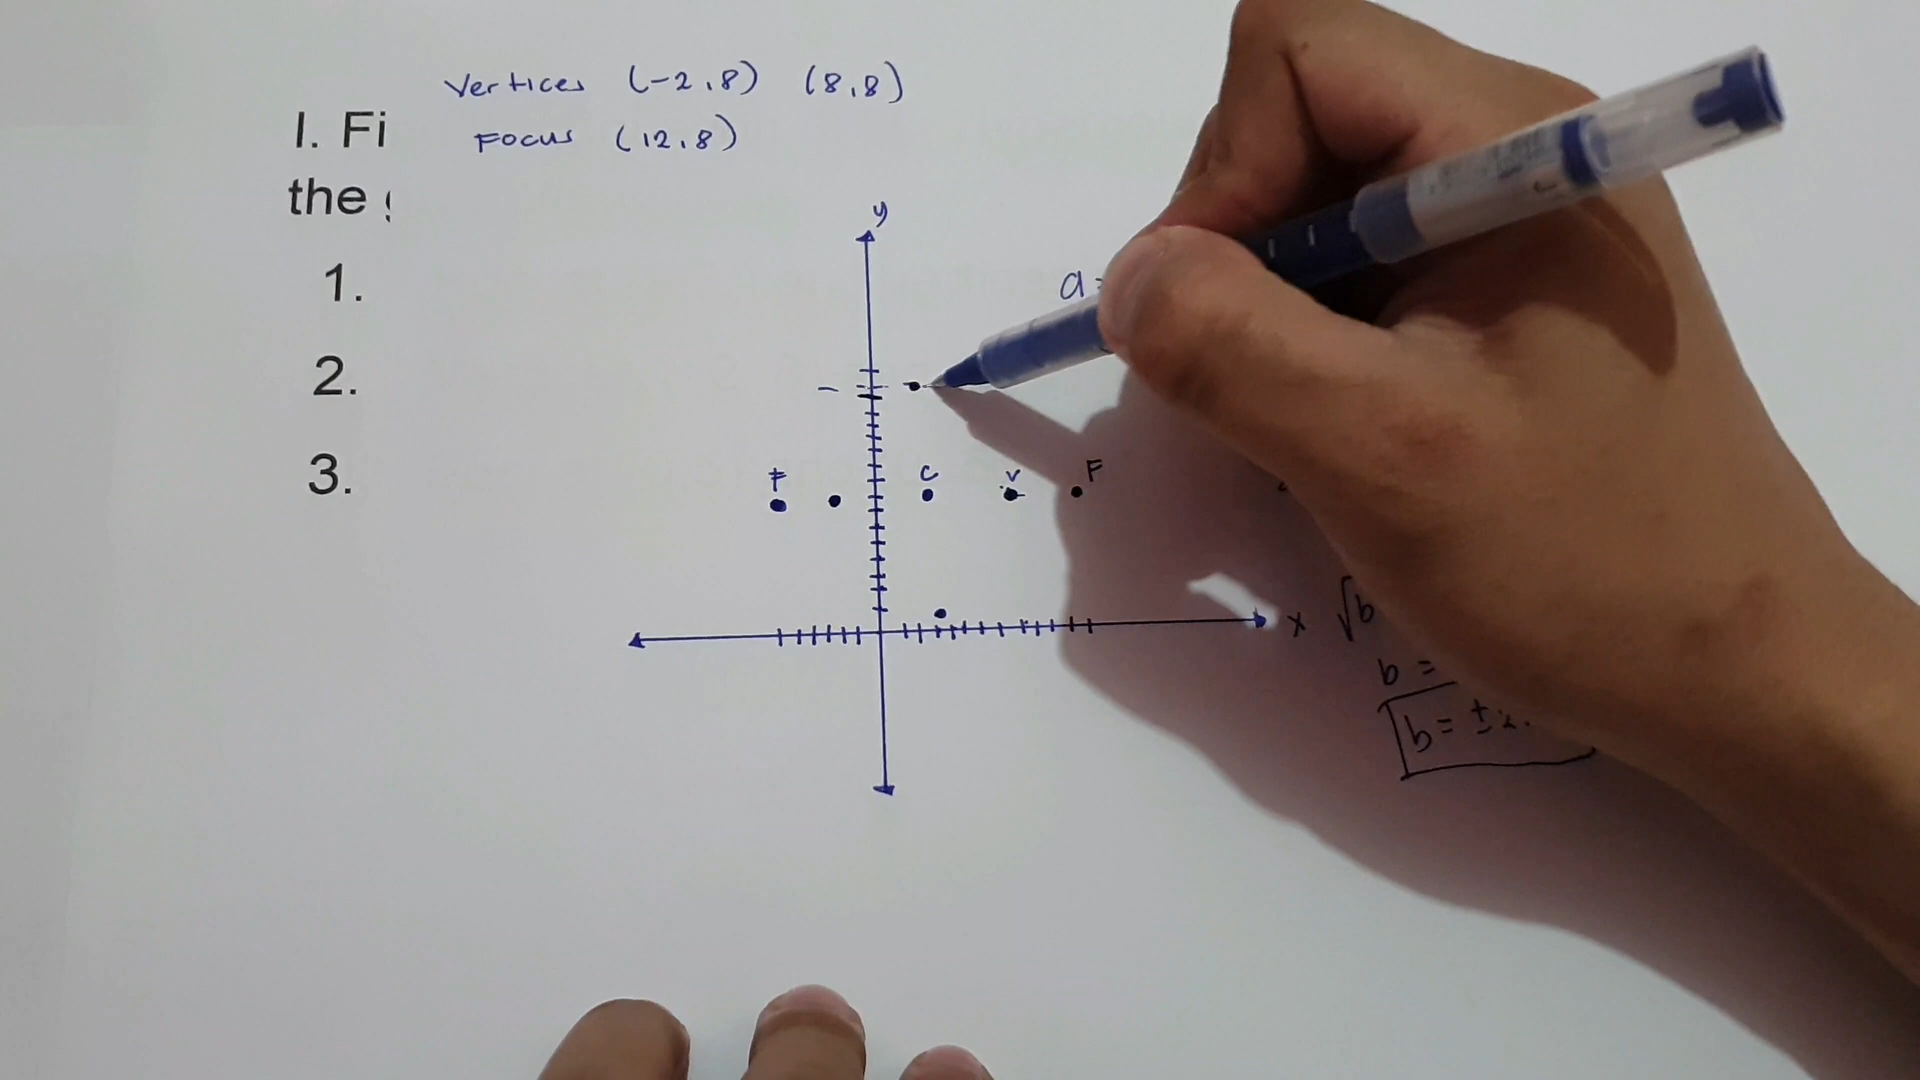 Vertices (-2,8) (8,8)
Focus (12,8)
I. Fi
the
1.
2.
3.
y
a =
F
C
V
F
x
√b
b =
b = ±